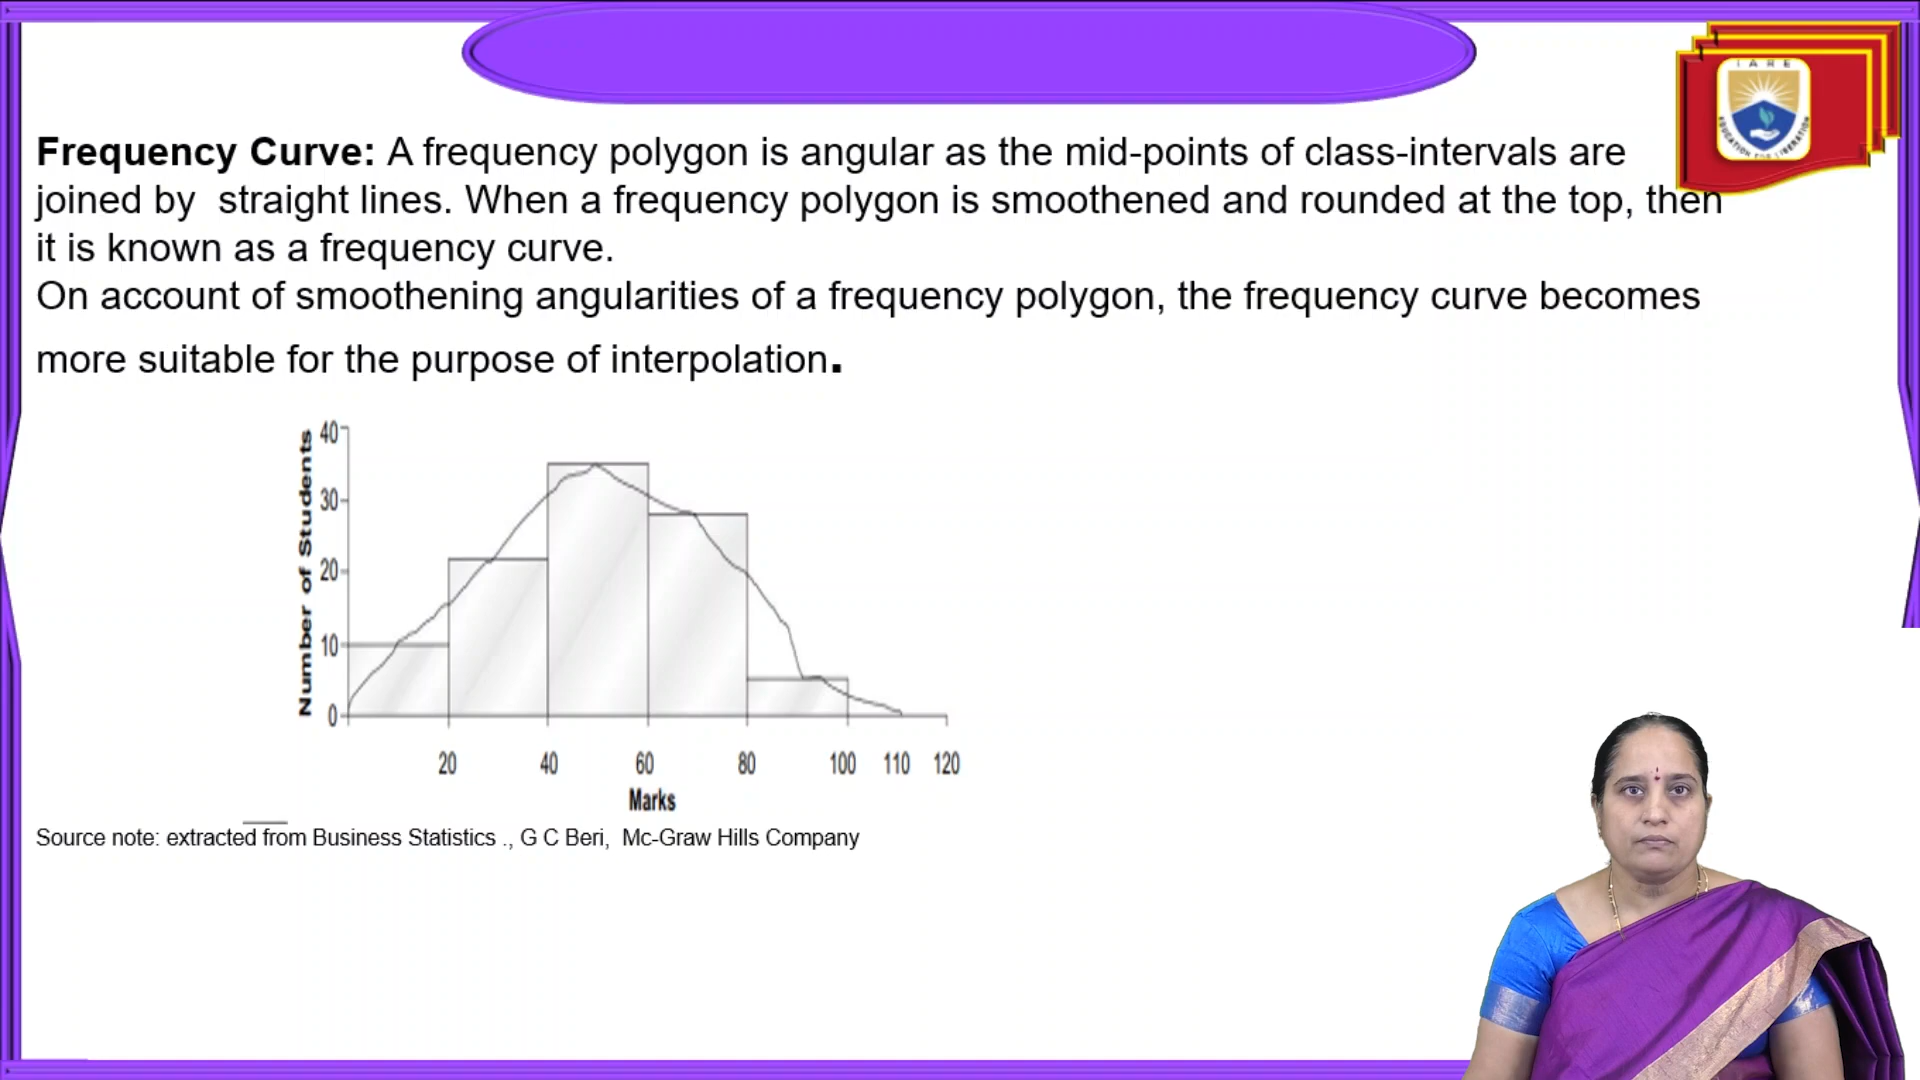 IARE
EDUCATION FOR LIBERATION
Frequency Curve: A frequency polygon is angular as the mid-points of class-intervals are
joined by straight lines. When a frequency polygon is smoothened and rounded at the top, then
it is known as a frequency curve.
On account of smoothening angularities of a frequency polygon, the frequency curve becomes
more suitable for the purpose of interpolation.
Number of Students
40
30
20
10
0
20 40 60 80 100 110 120
Marks
Source note: extracted from Business Statistics ., G C Beri, Mc-Graw Hills Company